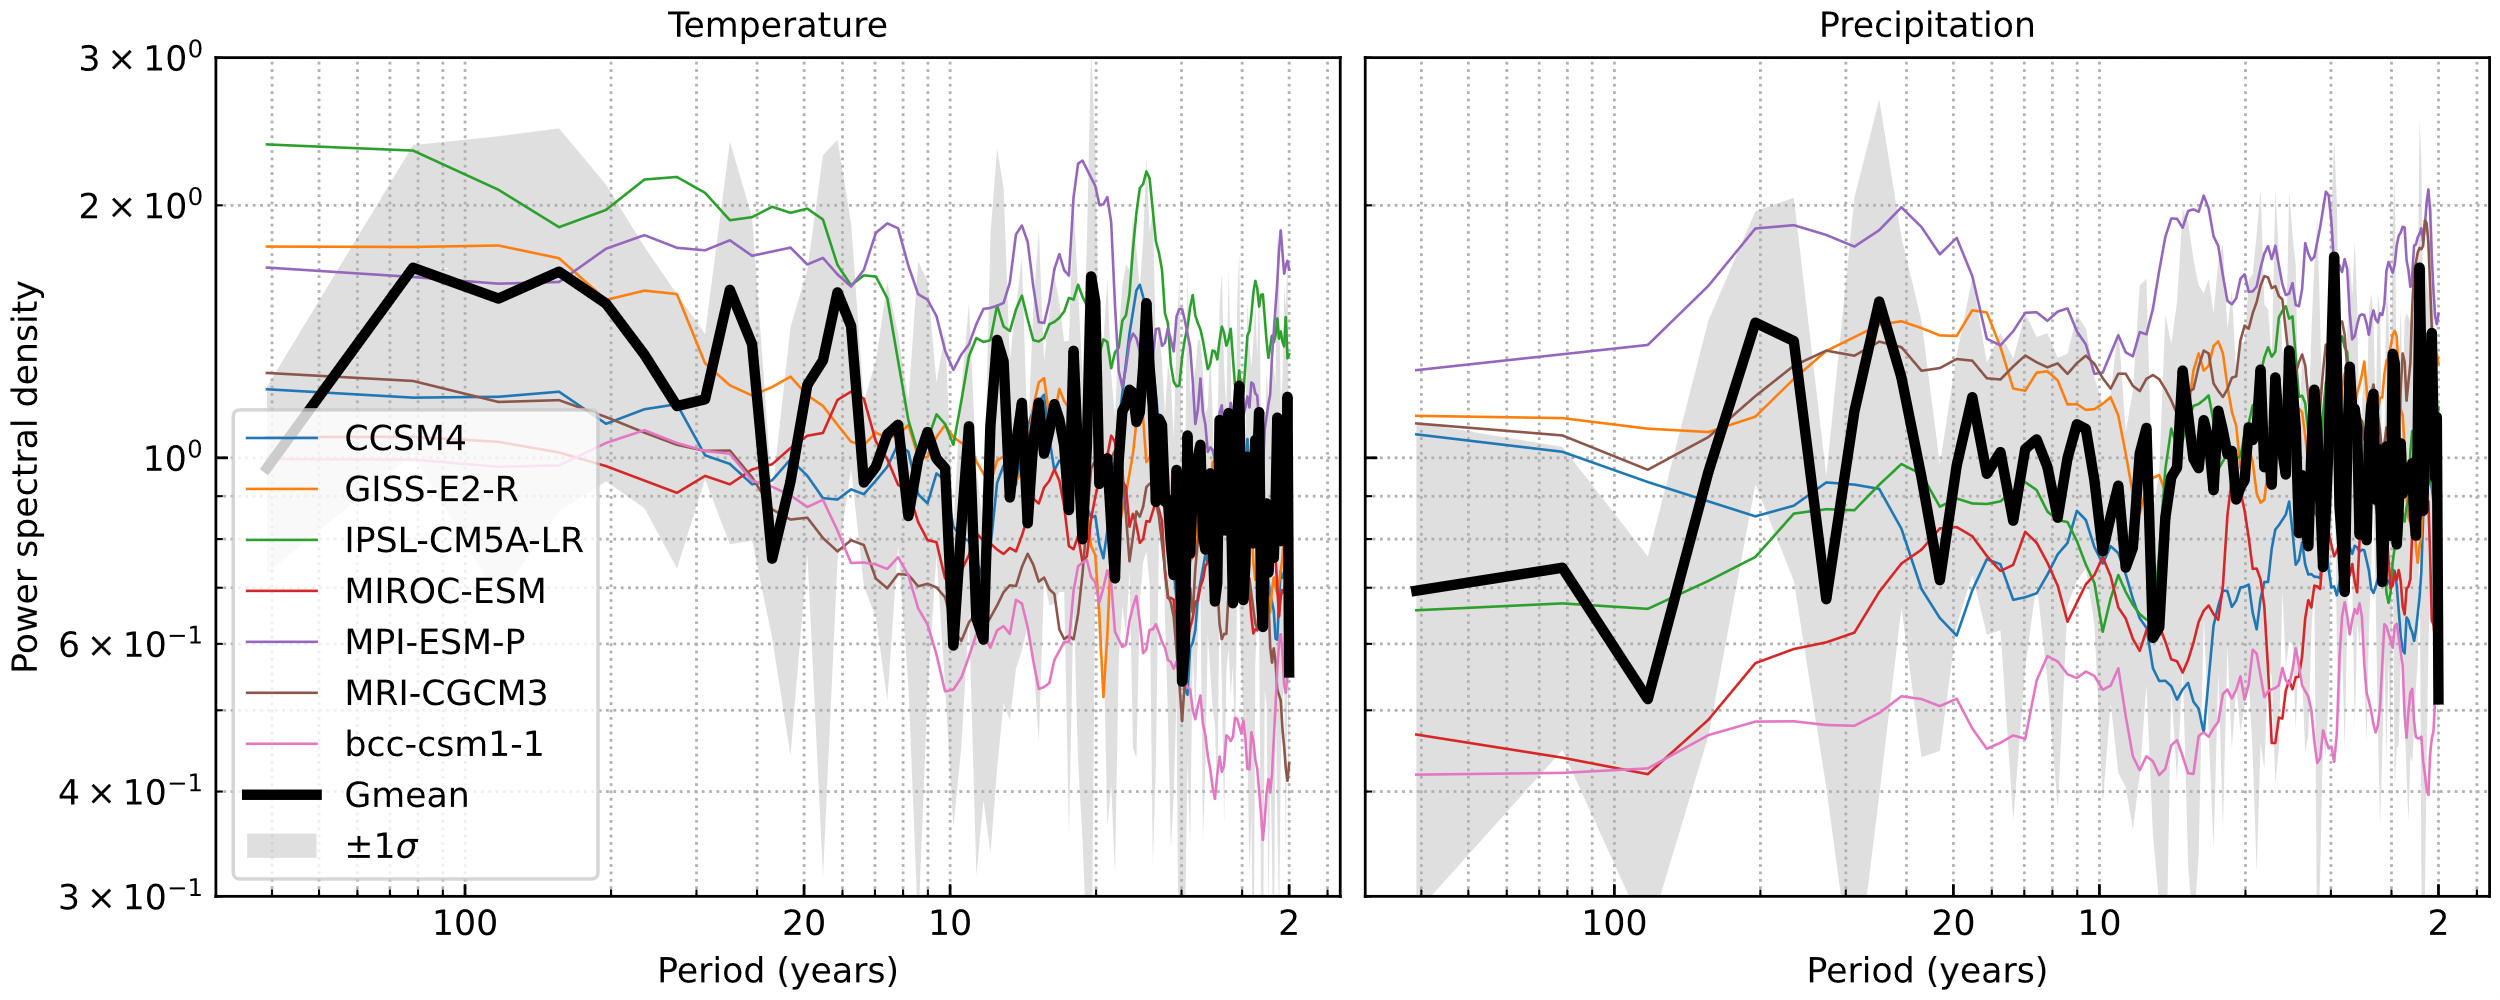 Temperature
Precipitation
Power spectral density
3 × 10⁰
2 × 10⁰
10⁰
6 × 10⁻¹
4 × 10⁻¹
3 × 10⁻¹
CCSM4
GISS-E2-R
IPSL-CM5A-LR
MIROC-ESM
MPI-ESM-P
MRI-CGCM3
bcc-csm1-1
Gmean
±1σ
100 20 10 2
100 20 10 2
Period (years)
Period (years)